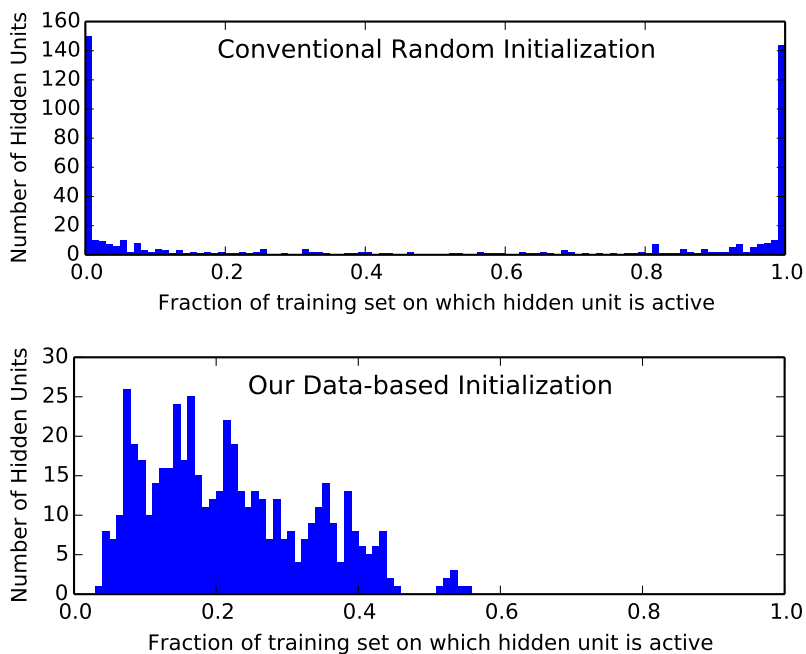 Conventional Random Initialization
Number of Hidden Units
160
140
120
100
80
60
40
20
0
0.0 0.2 0.4 0.6 0.8 1.0
Fraction of training set on which hidden unit is active
Our Data-based Initialization
Number of Hidden Units
30
25
20
15
10
5
0
0.0 0.2 0.4 0.6 0.8 1.0
Fraction of training set on which hidden unit is active